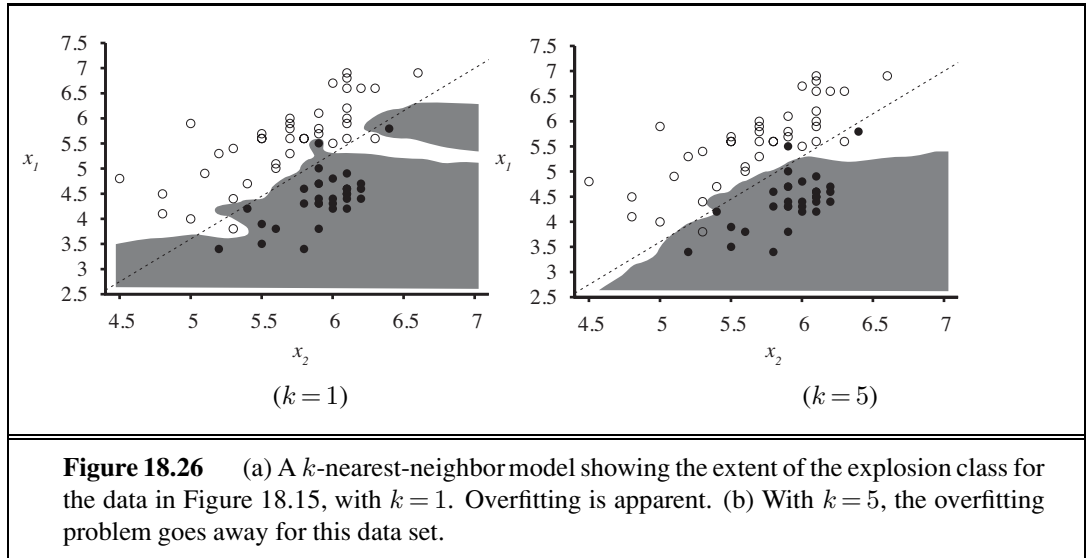 7.5
7
6.5
6
5.5
5
4.5
4
3.5
3
2.5
x1
4.5 5 5.5 6 6.5 7
x2
(k = 1)
7.5
7
6.5
6
5.5
5
4.5
4
3.5
3
2.5
x1
4.5 5 5.5 6 6.5 7
x2
(k = 5)
Figure 18.26 (a) A k-nearest-neighbor model showing the extent of the explosion class for
the data in Figure 18.15, with k = 1. Overfitting is apparent. (b) With k = 5, the overfitting
problem goes away for this data set.